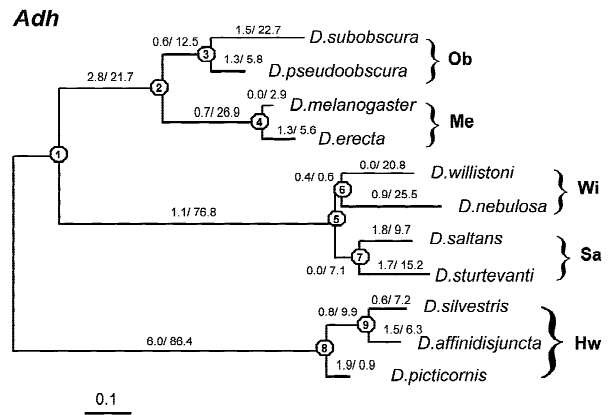 Adh
1.5/ 22.7
D.subobscura
0.6/ 12.5
3
Ob
1.3/ 5.8
D.pseudoobscura
2.8/ 21.7
2
0.0/ 2.9
D.melanogaster
0.7/ 26.9
4
Me
1.3/ 5.6
D.erecta
1
0.0/ 20.8
D.willistoni
0.4/ 0.6
6
Wi
0.9/ 25.5
D.nebulosa
1.1/ 76.8
5
1.8/ 9.7
D.saltans
7
Sa
0.0/ 7.1
1.7/ 15.2
D.sturtevanti
0.6/ 7.2
D.silvestris
0.8/ 9.9
9
1.5/ 6.3
D.affinidisjuncta
Hw
6.0/ 86.4
8
1.9/ 0.9
D.picticornis
0.1